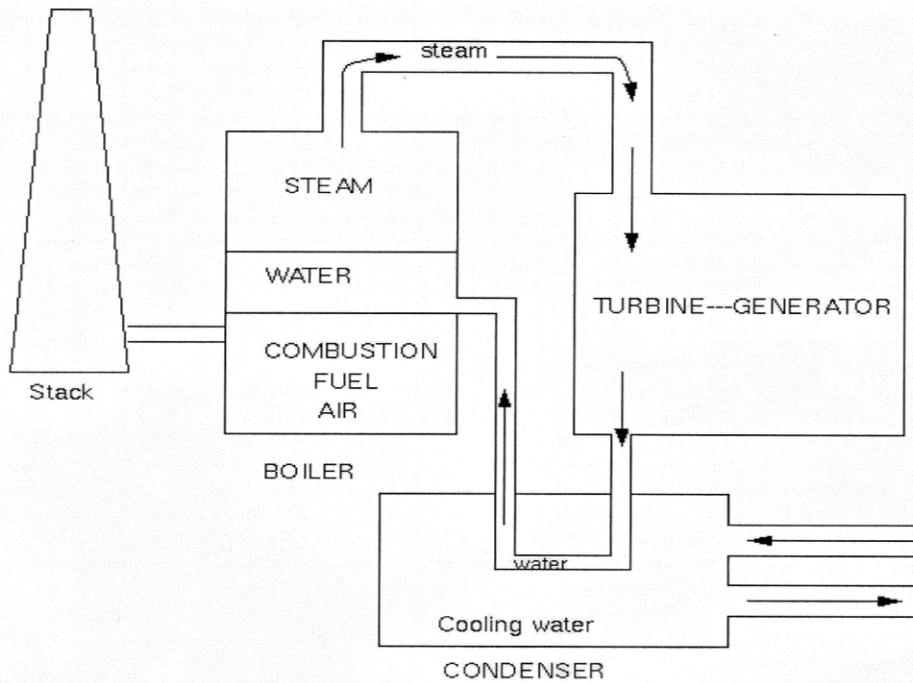 steam
STEAM
WATER
TURBINE---GENERATOR
COMBUSTION
FUEL
AIR
Stack
BOILER
water
Cooling water
CONDENSER